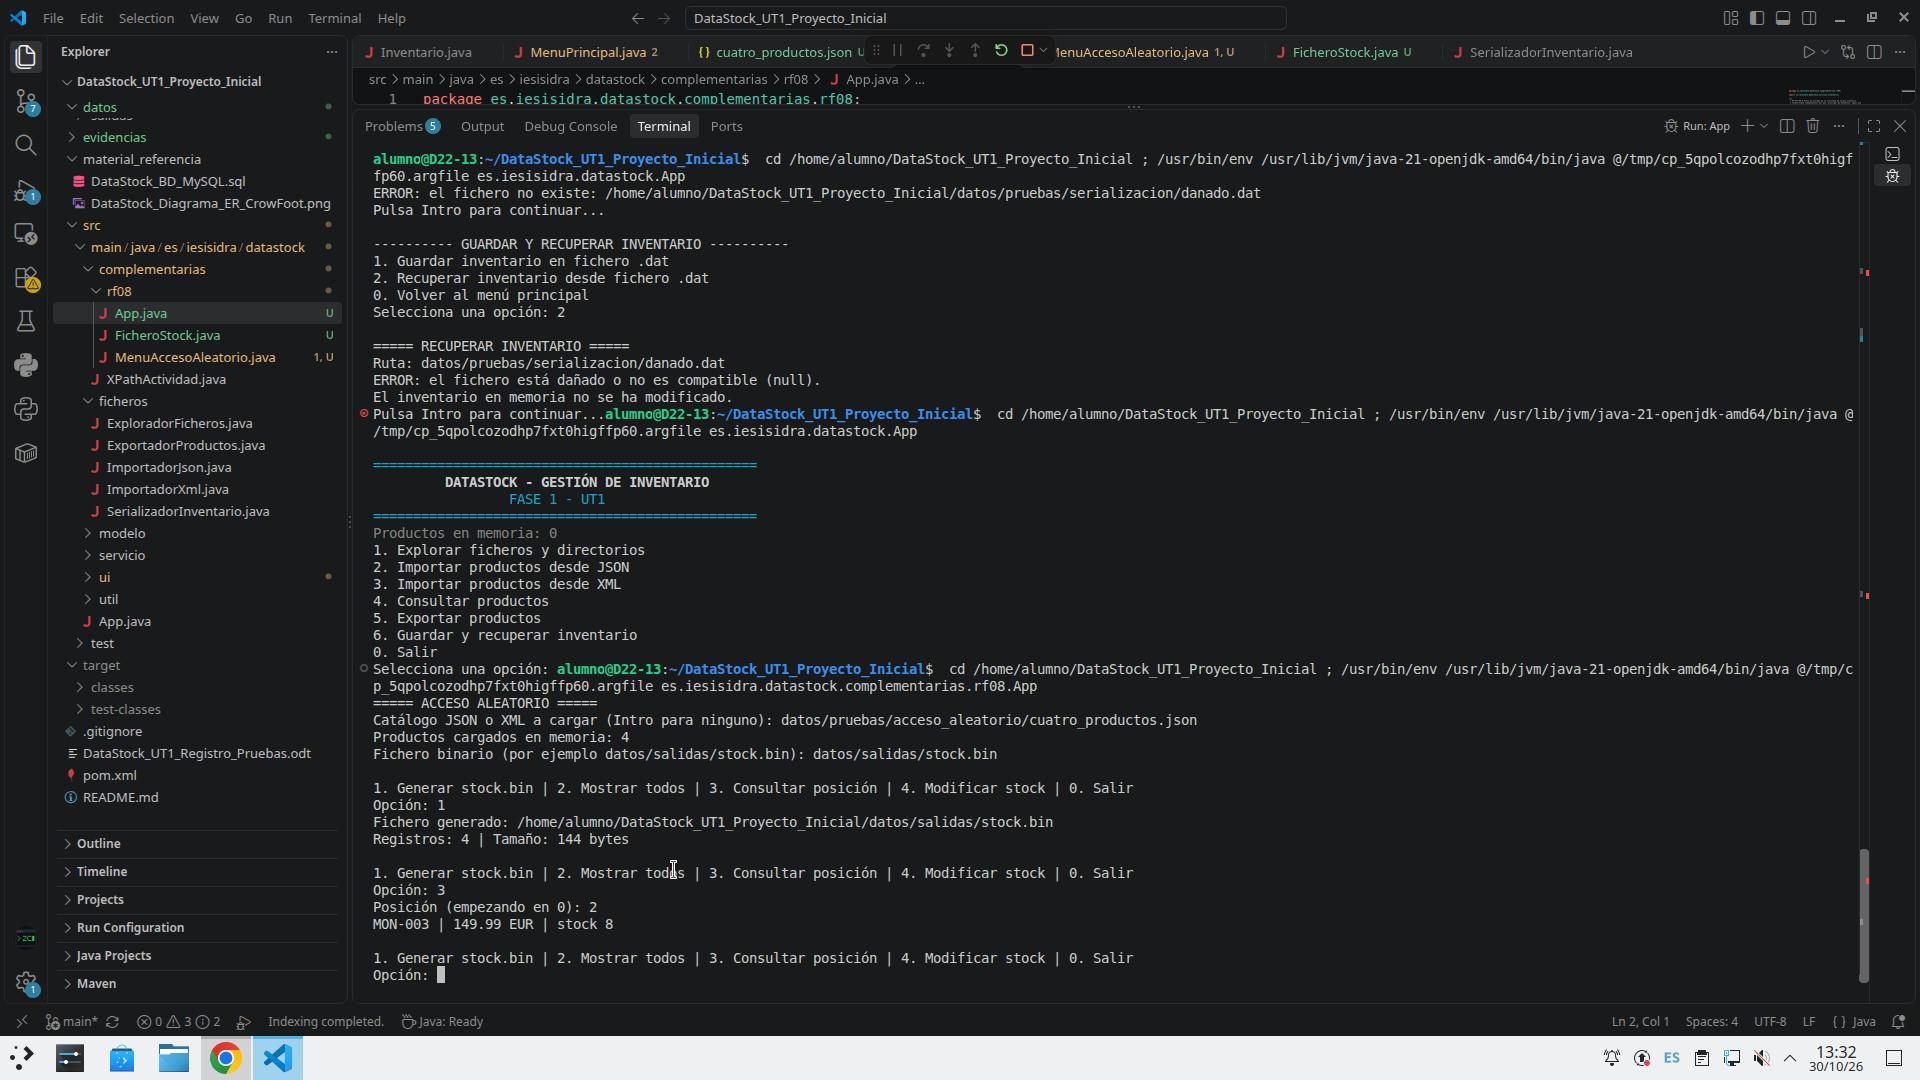 File Edit Selection View Go Run Terminal Help
DataStock_UT1_Proyecto_Inicial
Explorer
DataStock_UT1_Proyecto_Inicial
datos
salidas
evidencias
material_referencia
DataStock_BD_MySQL.sql
DataStock_Diagrama_ER_CrowFoot.png
src
main / java / es / iesisidra / datastock
complementarias
rf08
App.java U
FicheroStock.java U
MenuAccesoAleatorio.java 1, U
XPathActividad.java
ficheros
ExploradorFicheros.java
ExportadorProductos.java
ImportadorJson.java
ImportadorXml.java
SerializadorInventario.java
modelo
servicio
ui
util
App.java
test
target
classes
test-classes
.gitignore
DataStock_UT1_Registro_Pruebas.odt
pom.xml
README.md
Outline
Timeline
Projects
Run Configuration
Java Projects
Maven
7
1
1
Inventario.java MenuPrincipal.java 2 cuatro_productos.json U MenuAccesoAleatorio.java 1, U FicheroStock.java U SerializadorInventario.java
src > main > java > es > iesisidra > datastock > complementarias > rf08 > App.java > ...
1 package es.iesisidra.datastock.complementarias.rf08;
Problems 5 Output Debug Console Terminal Ports Run: App
alumno@D22-13:~/DataStock_UT1_Proyecto_Inicial$ cd /home/alumno/DataStock_UT1_Proyecto_Inicial ; /usr/bin/env /usr/lib/jvm/java-21-openjdk-amd64/bin/java @/tmp/cp_5qpolcozodhp7fxt0higf
fp60.argfile es.iesisidra.datastock.App
ERROR: el fichero no existe: /home/alumno/DataStock_UT1_Proyecto_Inicial/datos/pruebas/serializacion/danado.dat
Pulsa Intro para continuar...
---------- GUARDAR Y RECUPERAR INVENTARIO ----------
1. Guardar inventario en fichero .dat
2. Recuperar inventario desde fichero .dat
0. Volver al menú principal
Selecciona una opción: 2
===== RECUPERAR INVENTARIO =====
Ruta: datos/pruebas/serializacion/danado.dat
ERROR: el fichero está dañado o no es compatible (null).
El inventario en memoria no se ha modificado.
Pulsa Intro para continuar...alumno@D22-13:~/DataStock_UT1_Proyecto_Inicial$ cd /home/alumno/DataStock_UT1_Proyecto_Inicial ; /usr/bin/env /usr/lib/jvm/java-21-openjdk-amd64/bin/java @
/tmp/cp_5qpolcozodhp7fxt0higffp60.argfile es.iesisidra.datastock.App
================================================
DATASTOCK - GESTIÓN DE INVENTARIO
FASE 1 - UT1
================================================
Productos en memoria: 0
1. Explorar ficheros y directorios
2. Importar productos desde JSON
3. Importar productos desde XML
4. Consultar productos
5. Exportar productos
6. Guardar y recuperar inventario
0. Salir
Selecciona una opción: alumno@D22-13:~/DataStock_UT1_Proyecto_Inicial$ cd /home/alumno/DataStock_UT1_Proyecto_Inicial ; /usr/bin/env /usr/lib/jvm/java-21-openjdk-amd64/bin/java @/tmp/c
p_5qpolcozodhp7fxt0higffp60.argfile es.iesisidra.datastock.complementarias.rf08.App
===== ACCESO ALEATORIO =====
Catálogo JSON o XML a cargar (Intro para ninguno): datos/pruebas/acceso_aleatorio/cuatro_productos.json
Productos cargados en memoria: 4
Fichero binario (por ejemplo datos/salidas/stock.bin): datos/salidas/stock.bin
1. Generar stock.bin | 2. Mostrar todos | 3. Consultar posición | 4. Modificar stock | 0. Salir
Opción: 1
Fichero generado: /home/alumno/DataStock_UT1_Proyecto_Inicial/datos/salidas/stock.bin
Registros: 4 | Tamaño: 144 bytes
1. Generar stock.bin | 2. Mostrar todos | 3. Consultar posición | 4. Modificar stock | 0. Salir
Opción: 3
Posición (empezando en 0): 2
MON-003 | 149.99 EUR | stock 8
1. Generar stock.bin | 2. Mostrar todos | 3. Consultar posición | 4. Modificar stock | 0. Salir
Opción:
main* 0 3 2 Indexing completed. Java: Ready Ln 2, Col 1 Spaces: 4 UTF-8 LF { } Java
ES 13:32
30/10/26